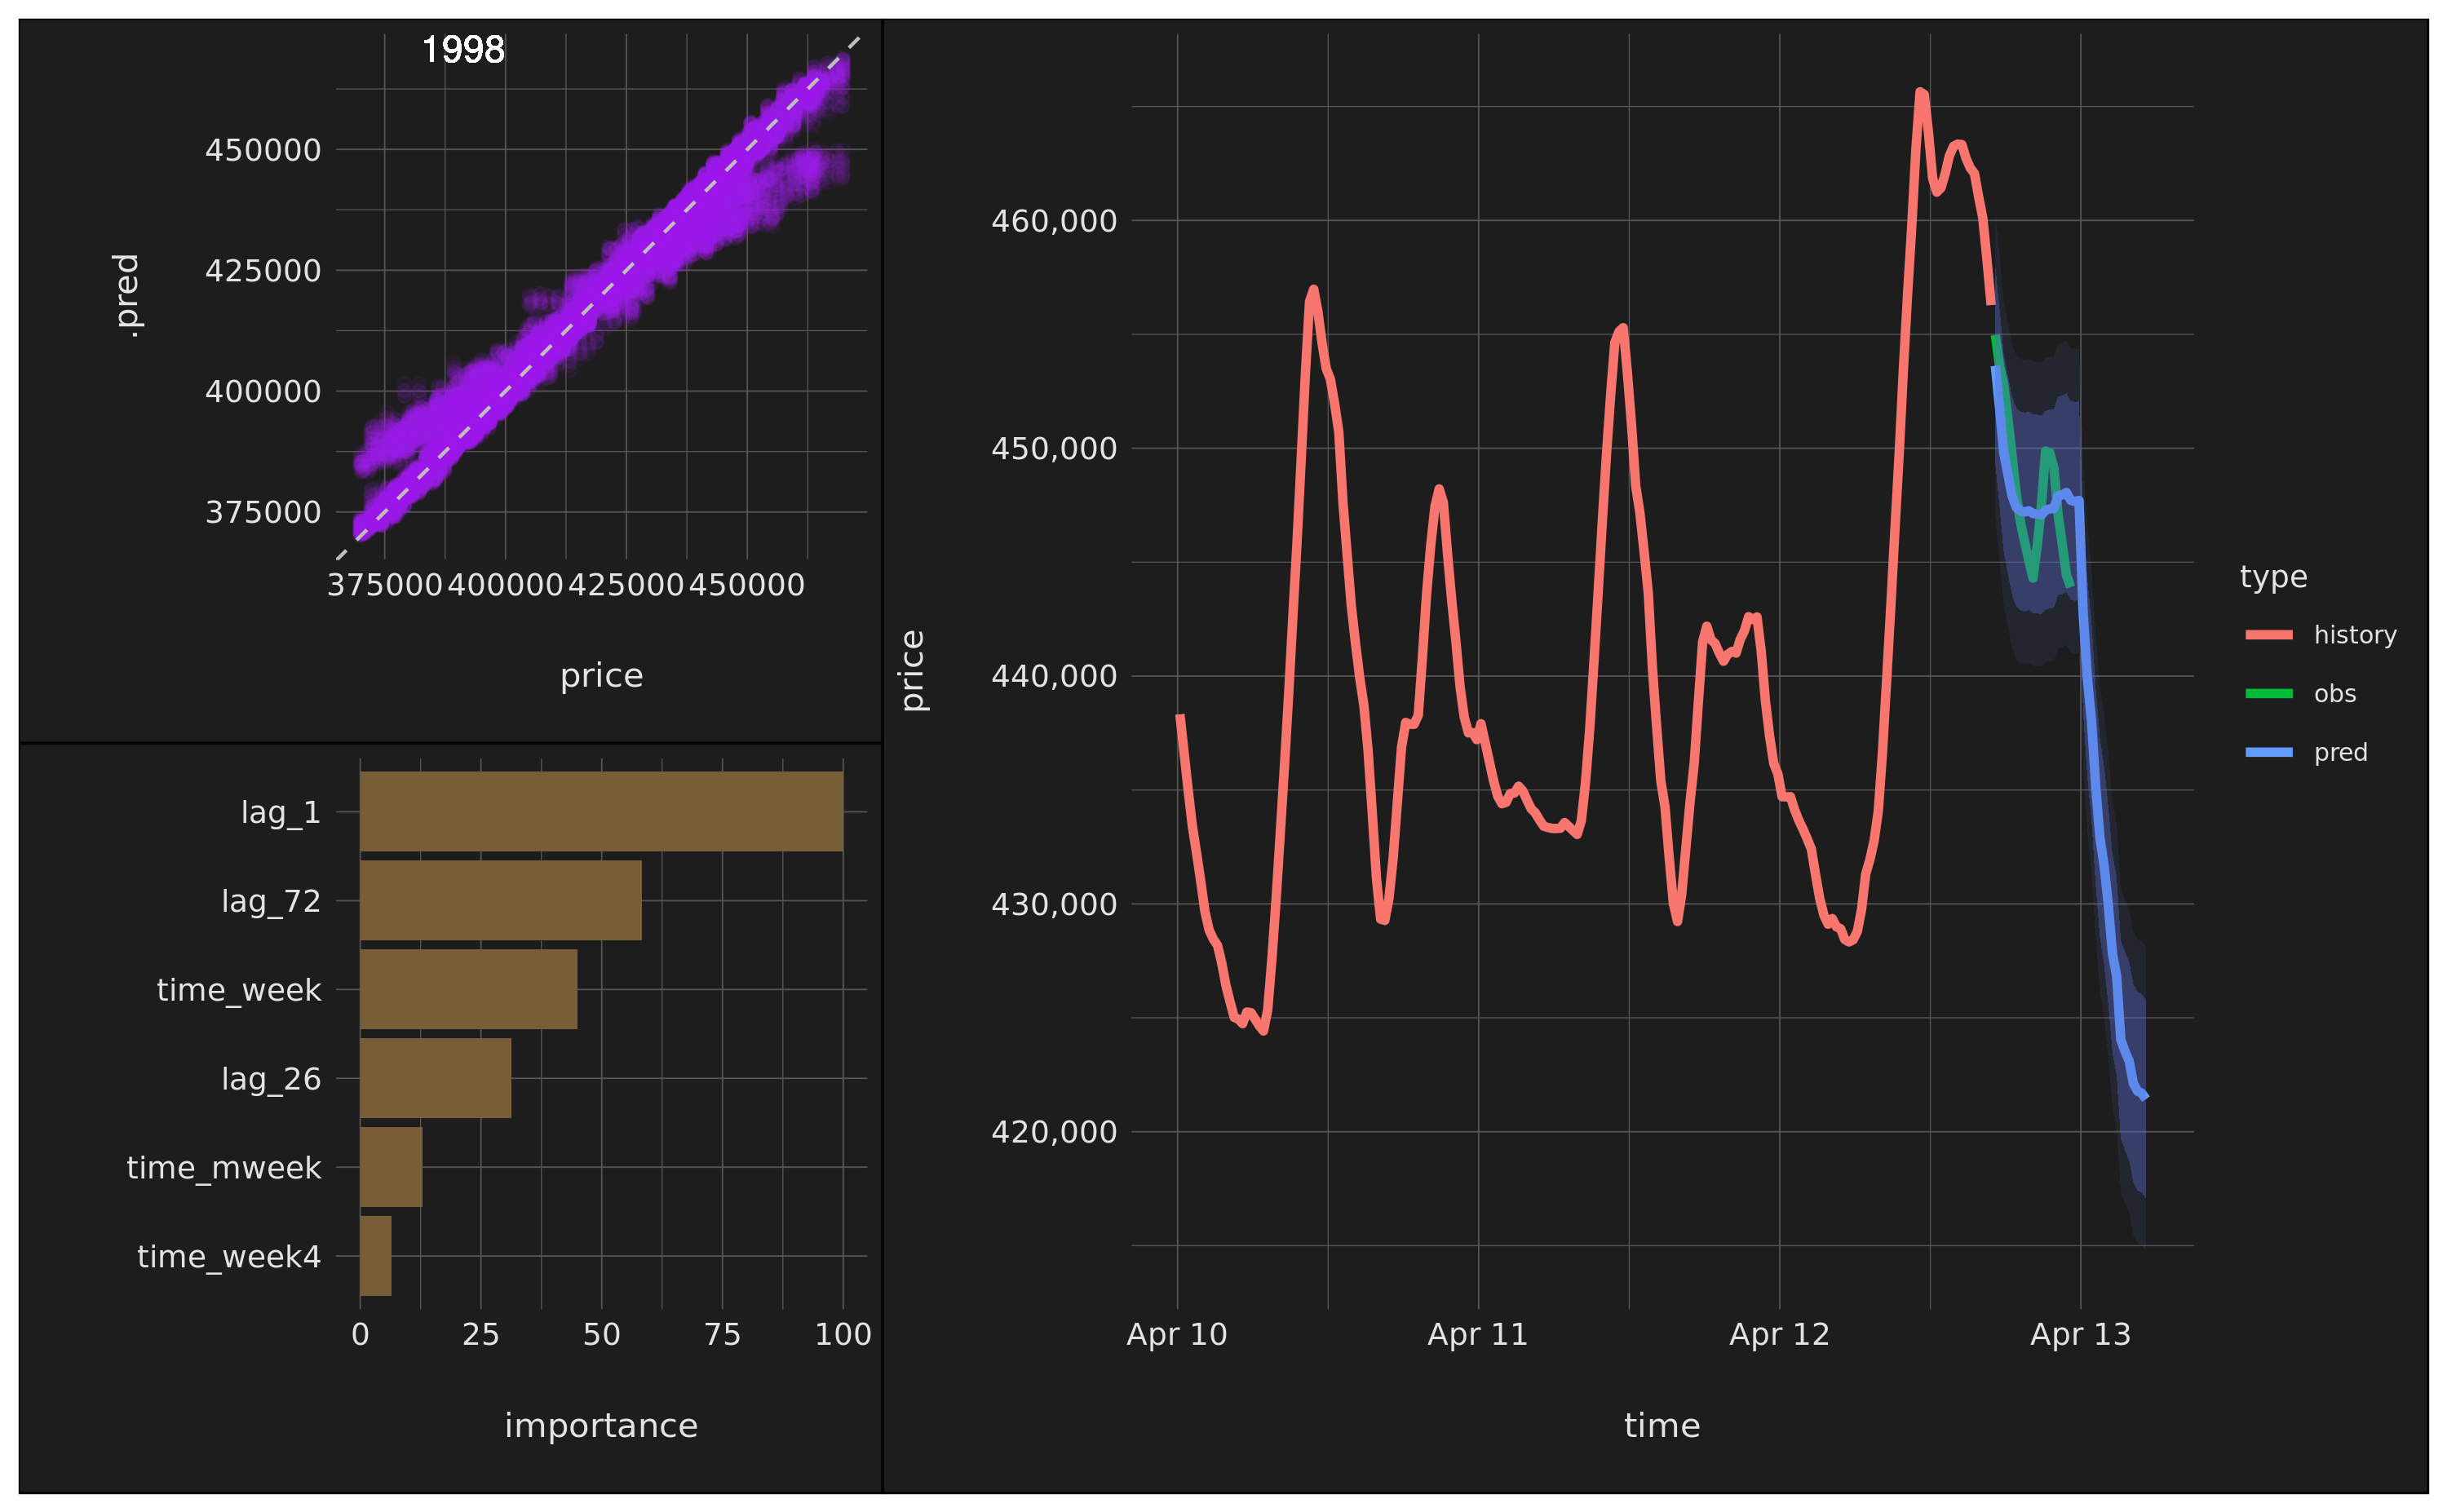 1998
450000
425000
400000
375000
.pred
375000 400000 425000 450000
price
lag_1
lag_72
time_week
lag_26
time_mweek
time_week4
0 25 50 75 100
importance
460,000
450,000
440,000
430,000
420,000
price
Apr 10 Apr 11 Apr 12 Apr 13
time
type
history
obs
pred